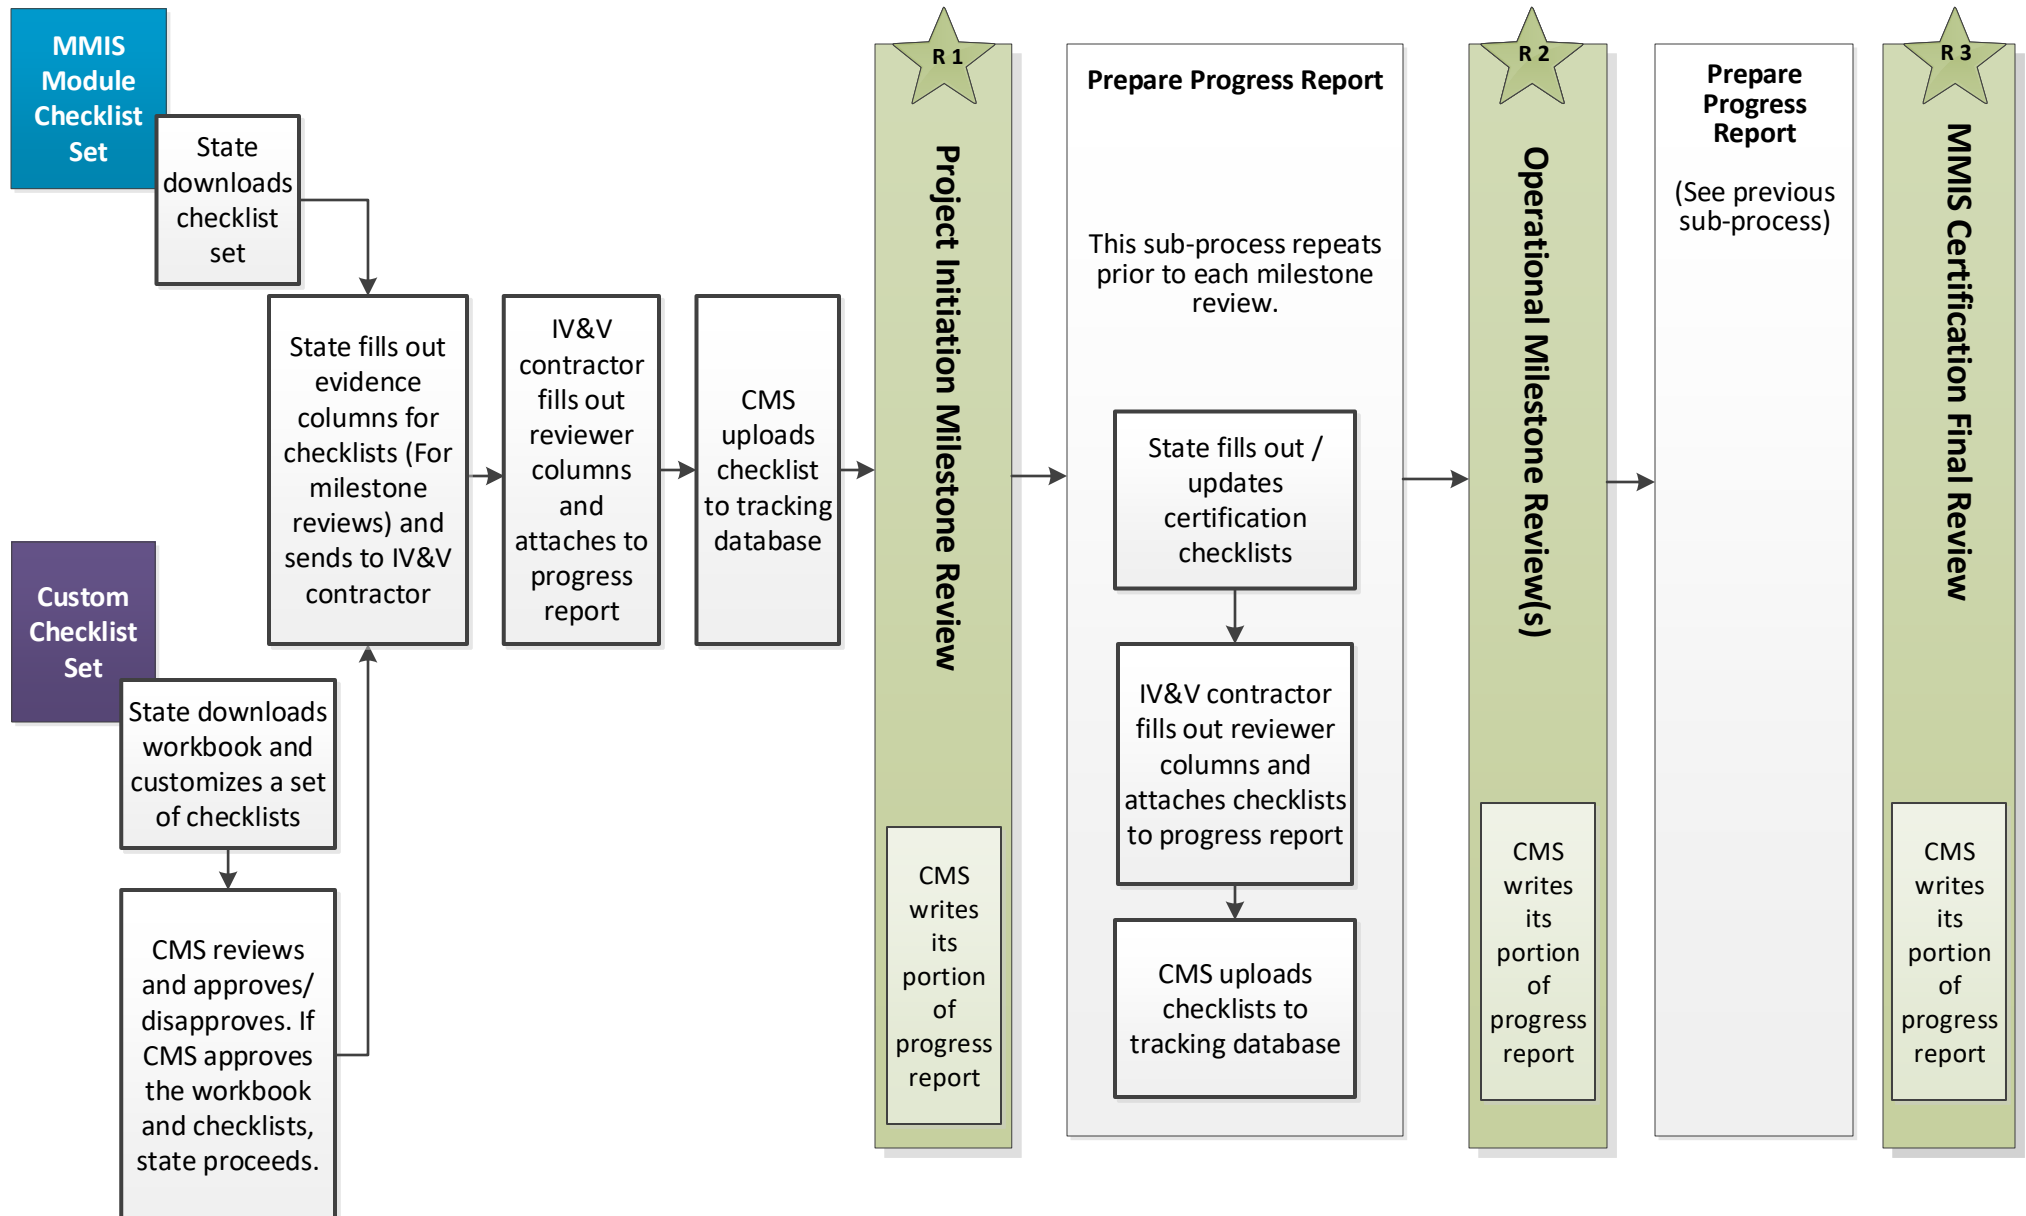 MMIS
Module
Checklist
Set
State
downloads
checklist
set
Custom
Checklist
Set
State downloads
workbook and
customizes a set
of checklists
CMS reviews
and approves/
disapproves. If
CMS approves
the workbook
and checklists,
state proceeds.
State fills out
evidence
columns for
checklists (For
milestone
reviews) and
sends to IV&V
contractor
IV&V
contractor
fills out
reviewer
columns
and
attaches to
progress
report
CMS
uploads
checklist
to tracking
database
R 1
Project Initiation Milestone Review
CMS
writes
its
portion
of
progress
report
Prepare Progress Report
This sub-process repeats
prior to each milestone
review.
State fills out /
updates
certification
checklists
IV&V contractor
fills out reviewer
columns and
attaches checklists
to progress report
CMS uploads
checklists to
tracking database
R 2
Operational Milestone Review(s)
CMS
writes
its
portion
of
progress
report
Prepare
Progress
Report
(See previous
sub-process)
R 3
MMIS Certification Final Review
CMS
writes
its
portion
of
progress
report